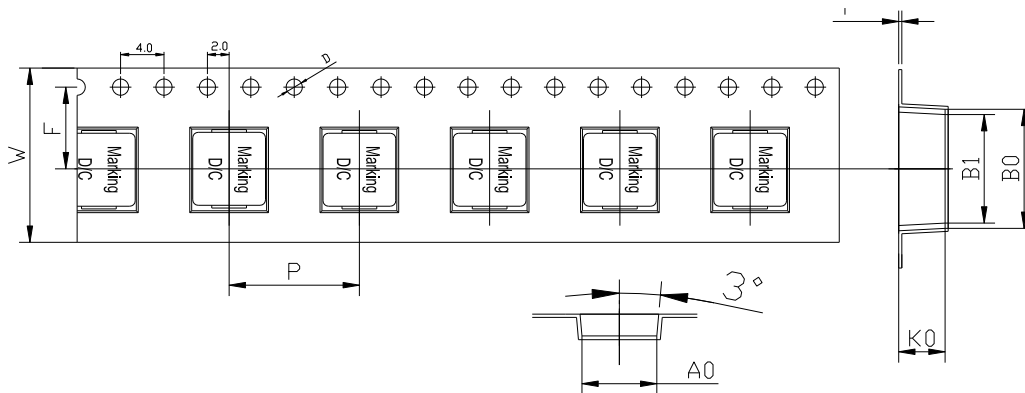 4.0
2.0
D
F
W
Marking
D/C
Marking
D/C
Marking
D/C
Marking
D/C
Marking
D/C
Marking
D/C
P
3°
A0
B1
B0
K0